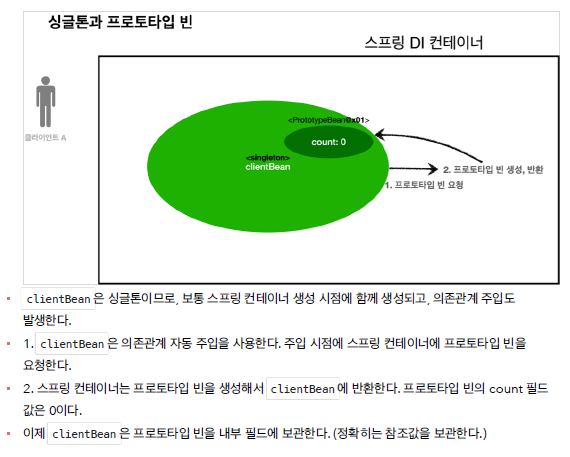 싱글톤과 프로토타입 빈
스프링 DI 컨테이너
클라이언트 A
<PrototypeBean@x01>
count: 0
<singleton>
clientBean
2. 프로토타입 빈 생성, 반환
1. 프로토타입 빈 요청
clientBean 은 싱글톤이므로, 보통 스프링 컨테이너 생성 시점에 함께 생성되고, 의존관계 주입도
발생한다.
1. clientBean 은 의존관계 자동 주입을 사용한다. 주입 시점에 스프링 컨테이너에 프로토타입 빈을
요청한다.
2. 스프링 컨테이너는 프로토타입 빈을 생성해서 clientBean 에 반환한다. 프로토타입 빈의 count 필드
값은 0이다.
이제 clientBean 은 프로토타입 빈을 내부 필드에 보관한다. (정확히는 참조값을 보관한다.)